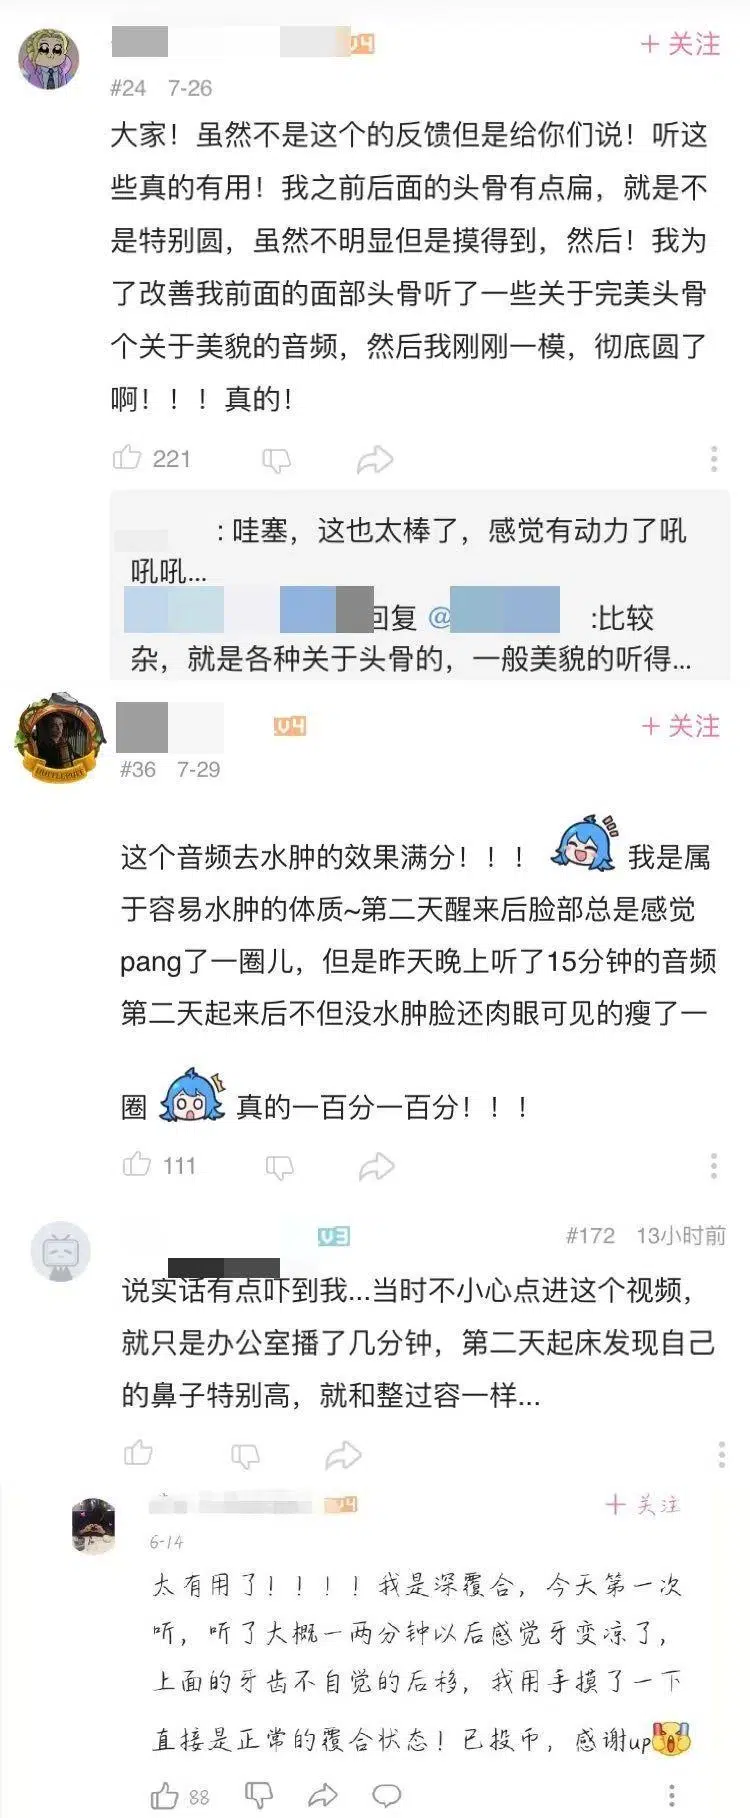 V4
+ 关注
#24 7-26
大家！虽然不是这个的反馈但是给你们说！听这
些真的有用！我之前后面的头骨有点扁，就是不
是特别圆，虽然不明显但是摸得到，然后！我为
了改善我前面的面部头骨听了一些关于完美头骨
个关于美貌的音频，然后我刚刚一模，彻底圆了
啊！！！真的！
221
：哇塞，这也太棒了，感觉有动力了吼
吼吼...
回复 @ :比较
杂，就是各种关于头骨的，一般美貌的听得...
LV4
+ 关注
#36 7-29
HUFFLEPUFF
这个音频去水肿的效果满分！！！ 我是属
于容易水肿的体质~第二天醒来后脸部总是感觉
pang了一圈儿，但是昨天晚上听了15分钟的音频
第二天起来后不但没水肿脸还肉眼可见的瘦了一
圈 真的一百分一百分！！！
111
LV3
#172 13小时前
说实话有点吓到我...当时不小心点进这个视频，
就只是办公室播了几分钟，第二天起床发现自己
的鼻子特别高，就和整过容一样...
V4
+ 关注
6-14
太有用了！！！！我是深覆合，今天第一次
听，听了大概一两分钟以后感觉牙变凉了，
上面的牙齿不自觉的后移，我用手摸了一下
直接是正常的覆合状态！已投币，感谢up
88